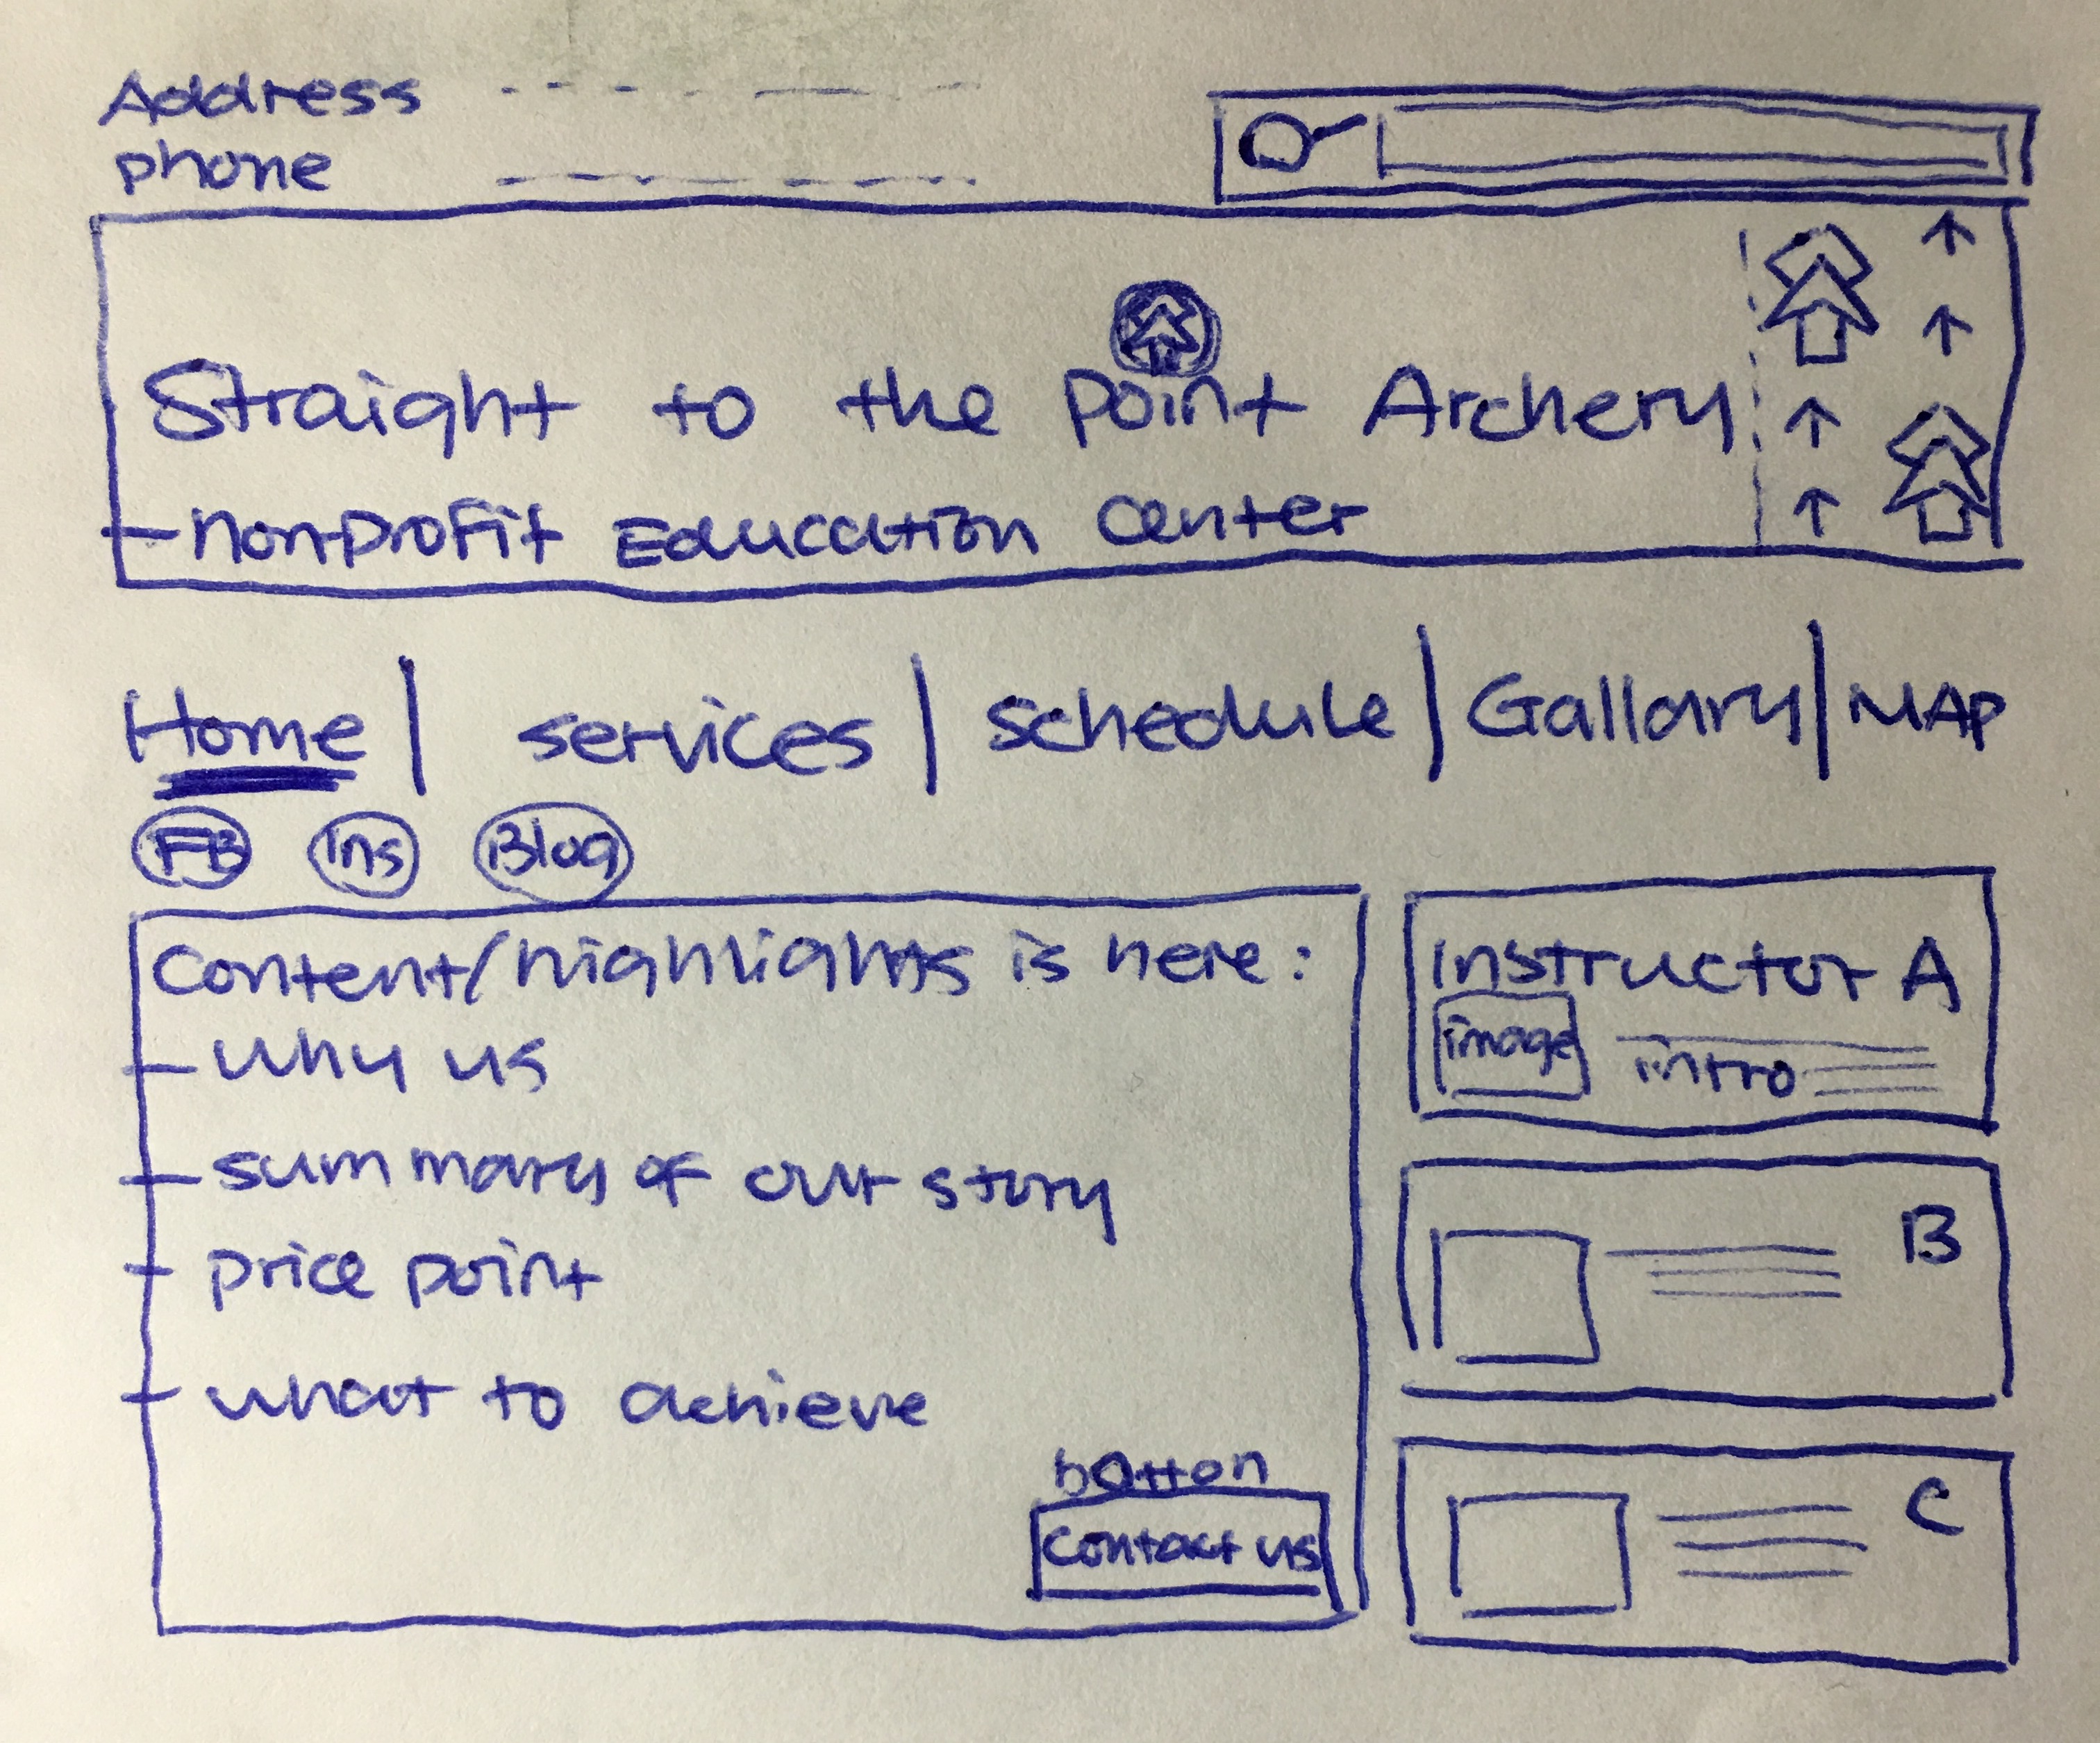 Address
phone
Straight to the Point Archery
- nonprofit Education Center
Home | services | schedule | Gallary | MAP
FB Ins Blog
Content/highlights is here:
- why us
- summary of our story
- price point
- what to achieve
button
Contact us
Instructor A
image intro
B
C